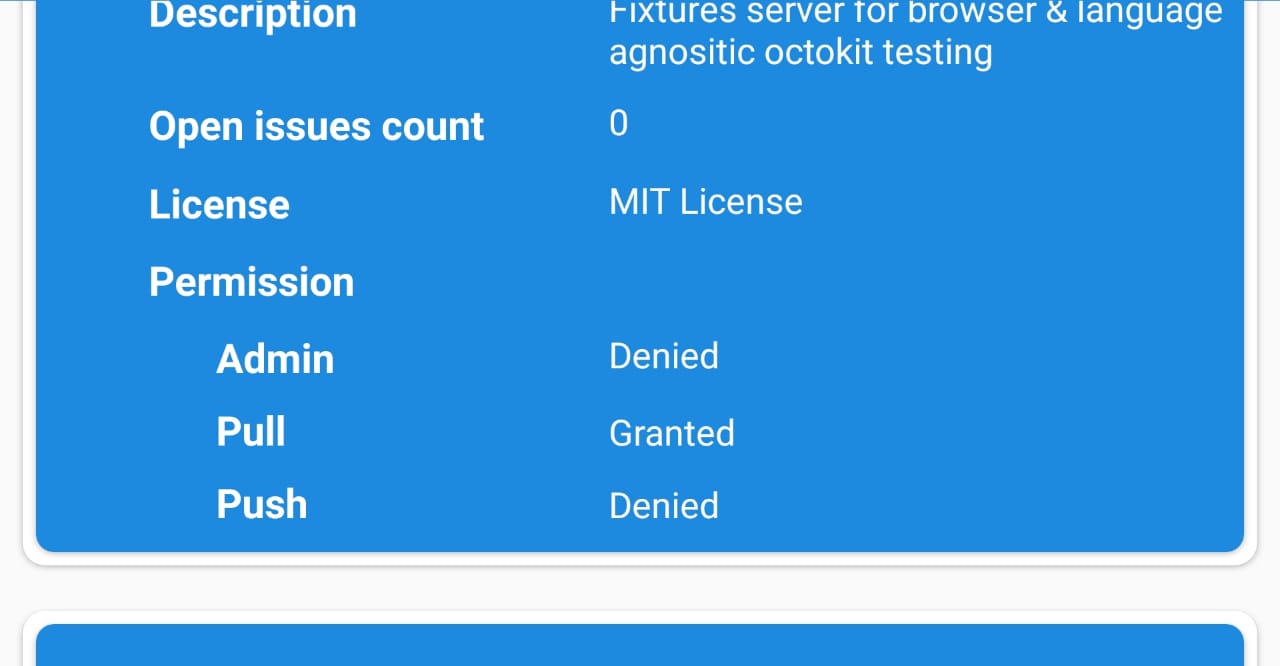 Description
Fixtures server for browser & language
agnositic octokit testing
Open issues count
0
License
MIT License
Permission
Admin
Denied
Pull
Granted
Push
Denied